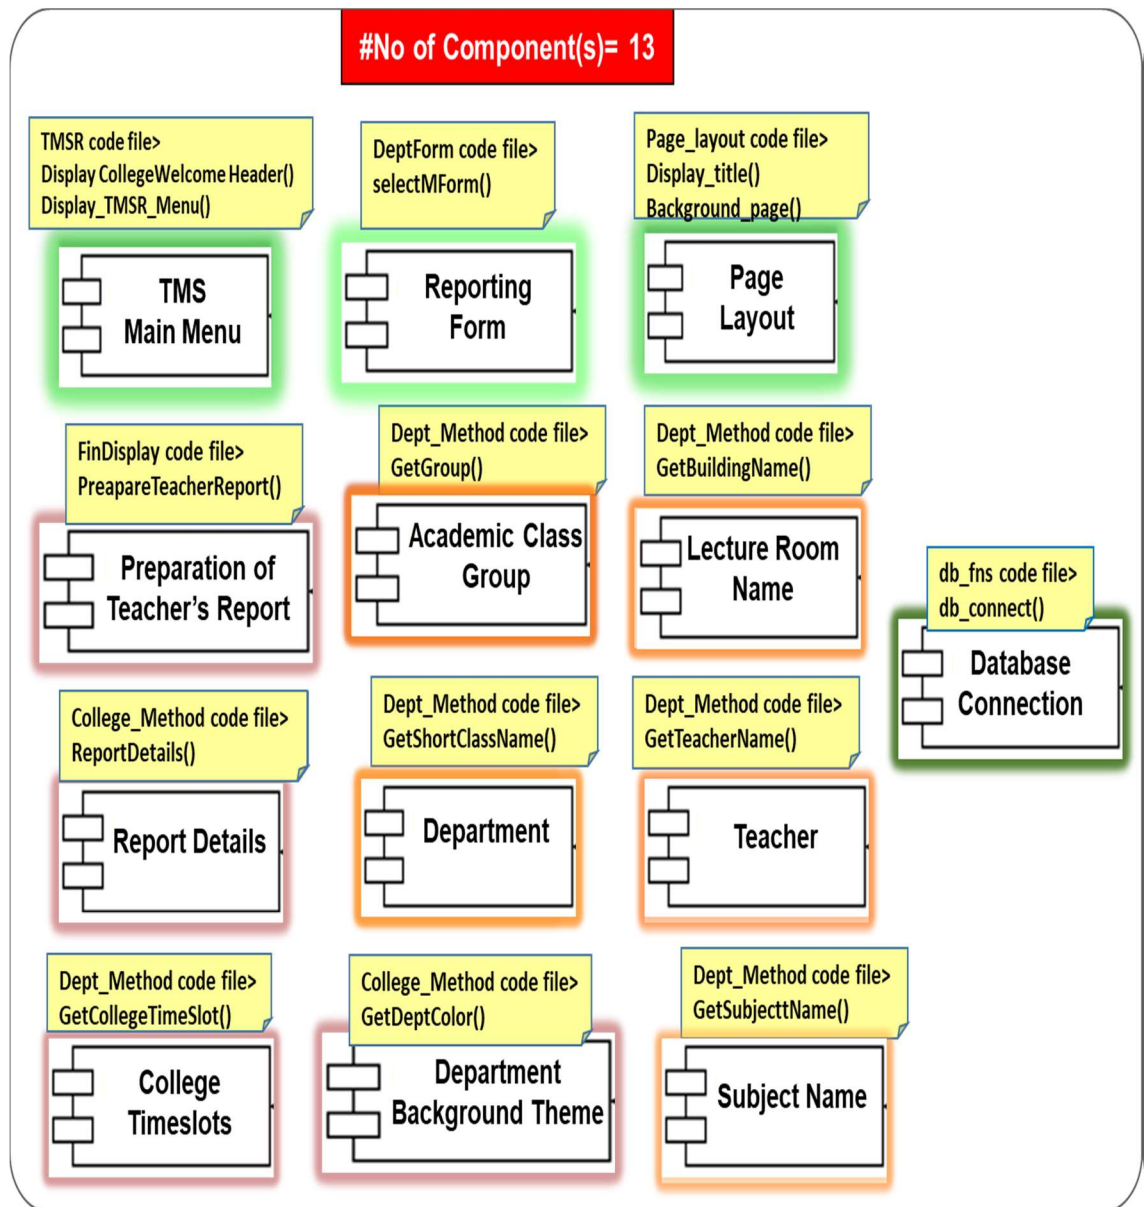 #No of Component(s)= 13
TMSR code file>
Display CollegeWelcome Header()
Display_TMSR_Menu()
TMS
Main Menu
DeptForm code file>
selectMForm()
Reporting
Form
Page_layout code file>
Display_title()
Background_page()
Page
Layout
FinDisplay code file>
PreapareTeacherReport()
Preparation of
Teacher’s Report
Dept_Method code file>
GetGroup()
Academic Class
Group
Dept_Method code file>
GetBuildingName()
Lecture Room
Name
db_fns code file>
db_connect()
Database
Connection
College_Method code file>
ReportDetails()
Report Details
Dept_Method code file>
GetShortClassName()
Department
Dept_Method code file>
GetTeacherName()
Teacher
Dept_Method code file>
GetCollegeTimeSlot()
College
Timeslots
College_Method code file>
GetDeptColor()
Department
Background Theme
Dept_Method code file>
GetSubjecttName()
Subject Name